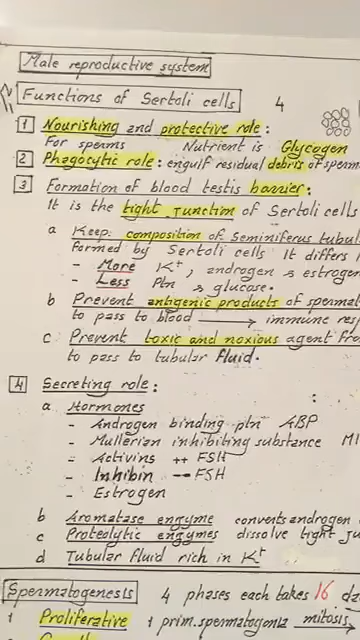 Male reproductive system
Functions of Sertoli cells 4
1 Nourishing and protective role:
For sperms Nutrient is Glycogen
2 Phagocytic role: engulf residual debris of sperm
3 Formation of blood testis barrier:
It is the tight junction of Sertoli cells
a Keep composition of Seminiferus tubul
formed by Sertoli cells It differs
- More K+, androgen & estrogen
- Less Ptn & glucose.
b Prevent antigenic products of spermat
to pass to blood ⟶ immune resp
c Prevent toxic and noxious agent fro
to pass to tubular fluid.
4 Secreting role:
a Hormones
- Androgen binding ptn ABP
- Mullerian inhibiting substance MI
- Activins ++ FSH
- Inhibin -- FSH
- Estrogen
b Aromatase enzyme converts androgen
c Proteolytic enzymes dissolve tight ju
d Tubular fluid rich in K+
Spermatogenesis 4 phases each takes 16 da
1 Proliferative 1 prim. spermatogonia mitosis